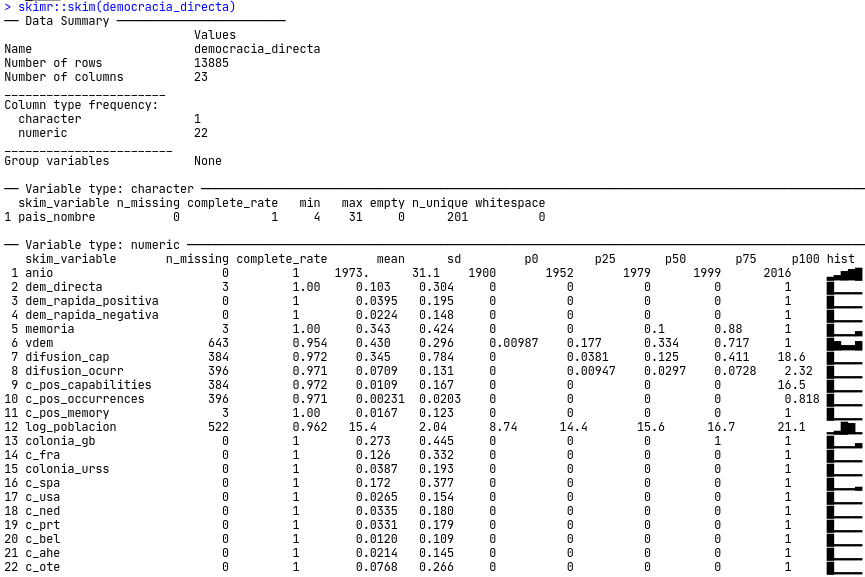 > skimr::skim(democracia_directa)
── Data Summary ────────────────────────
                           Values
Name                       democracia_directa
Number of rows             13885
Number of columns          23
_______________________
Column type frequency:
  character                1
  numeric                  22
________________________
Group variables            None

── Variable type: character ────────────────────────
  skim_variable n_missing complete_rate   min   max empty n_unique whitespace
1 pais_nombre           0             1     4    31     0      201          0

── Variable type: numeric ────────────────────────
   skim_variable       n_missing complete_rate       mean      sd         p0       p25      p50      p75      p100 hist
 1 anio                        0         1     1973.      31.1    1900       1952       1979     1999     2016     ▂▃▅▇█
 2 dem_directa                 3         1.00     0.103    0.304     0          0          0        0        1     █▁▁▁▁
 3 dem_rapida_positiva         0         1        0.0395   0.195     0          0          0        0        1     █▁▁▁▁
 4 dem_rapida_negativa         0         1        0.0224   0.148     0          0          0        0        1     █▁▁▁▁
 5 memoria                     3         1.00     0.343    0.424     0          0          0.1      0.88     1     █▁▁▁▃
 6 vdem                      643         0.954    0.430    0.296     0.00987    0.177      0.334    0.717    1     █▅▃▃▅
 7 difusion_cap              384         0.972    0.345    0.784     0          0.0381     0.125    0.411   18.6   █▁▁▁▁
 8 difusion_ocurr            396         0.971    0.0709   0.131     0          0.00947    0.0297   0.0728   2.32  █▁▁▁▁
 9 c_pos_capabilities        384         0.972    0.0109   0.167     0          0          0        0       16.5   █▁▁▁▁
10 c_pos_occurrences         396         0.971    0.00231  0.0203    0          0          0        0        0.818 █▁▁▁▁
11 c_pos_memory                3         1.00     0.0167   0.123     0          0          0        0        1     █▁▁▁▁
12 log_poblacion             522         0.962   15.4      2.04      8.74      14.4       15.6     16.7     21.1   ▁▂█▇▁
13 colonia_gb                  0         1        0.273    0.445     0          0          0        1        1     █▁▁▁▃
14 c_fra                       0         1        0.126    0.332     0          0          0        0        1     █▁▁▁▁
15 colonia_urss                0         1        0.0387   0.193     0          0          0        0        1     █▁▁▁▁
16 c_spa                       0         1        0.172    0.377     0          0          0        0        1     █▁▁▁▂
17 c_usa                       0         1        0.0265   0.154     0          0          0        0        1     █▁▁▁▁
18 c_ned                       0         1        0.0335   0.180     0          0          0        0        1     █▁▁▁▁
19 c_prt                       0         1        0.0331   0.179     0          0          0        0        1     █▁▁▁▁
20 c_bel                       0         1        0.0120   0.109     0          0          0        0        1     █▁▁▁▁
21 c_ahe                       0         1        0.0214   0.145     0          0          0        0        1     █▁▁▁▁
22 c_ote                       0         1        0.0768   0.266     0          0          0        0        1     █▁▁▁▁